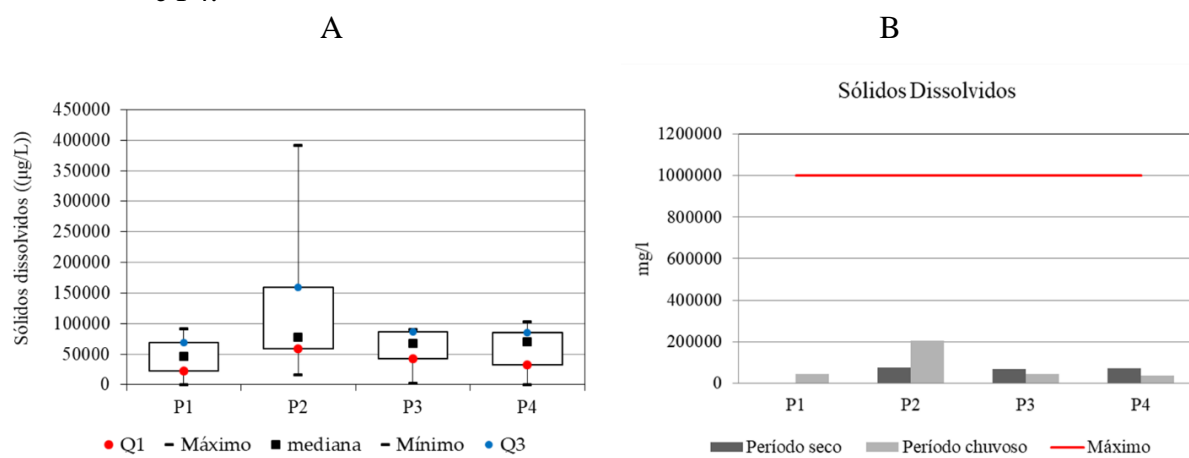 A
B
Sólidos dissolvidos ((µg/L))
450000
400000
350000
300000
250000
200000
150000
100000
50000
0
P1 P2 P3 P4
Q1 Máximo mediana Mínimo Q3
Sólidos Dissolvidos
mg/l
1200000
1000000
800000
600000
400000
200000
0
P1 P2 P3 P4
Período seco Período chuvoso Máximo